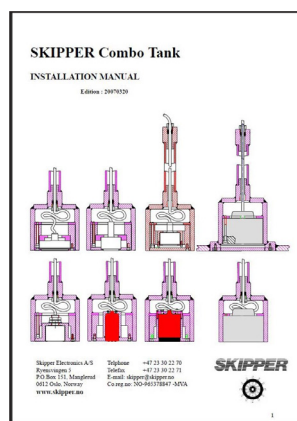 SKIPPER Combo Tank
INSTALLATION MANUAL
Edition : 20070320
Skipper Electronics A/S Telphone +47 23 30 22 70
Ryensvingen 5 Telefax +47 23 30 22 71
P.O Box 151, Manglerud E-mail: skipper@skipper.no
0612 Oslo, Norway Co.reg.no: NO-965378847 -MVA
www.skipper.no
SKIPPER
1